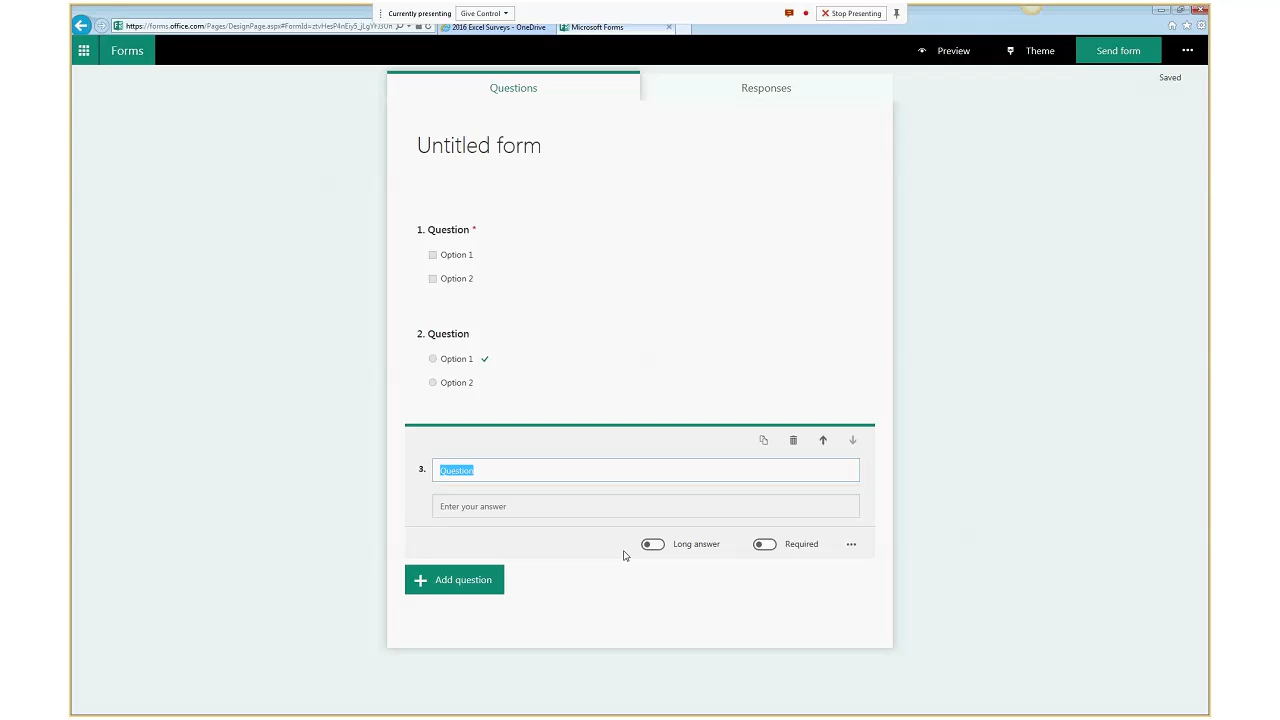 Currently presenting Give Control Stop Presenting
2016 Excel Surveys - OneDrive Microsoft Forms
Forms Preview Theme Send form
Saved
Questions Responses
Untitled form
1. Question *
Option 1
Option 2
2. Question
Option 1
Option 2
3. Question
Enter your answer
Long answer Required
Add question